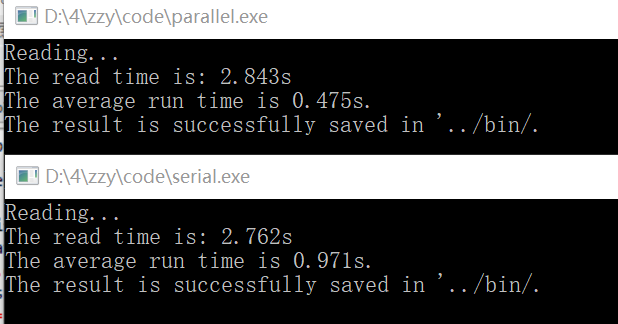 D:\4\zzy\code\parallel.exe
Reading...
The read time is: 2.843s
The average run time is 0.475s.
The result is successfully saved in '../bin/.
D:\4\zzy\code\serial.exe
Reading...
The read time is: 2.762s
The average run time is 0.971s.
The result is successfully saved in '../bin/.